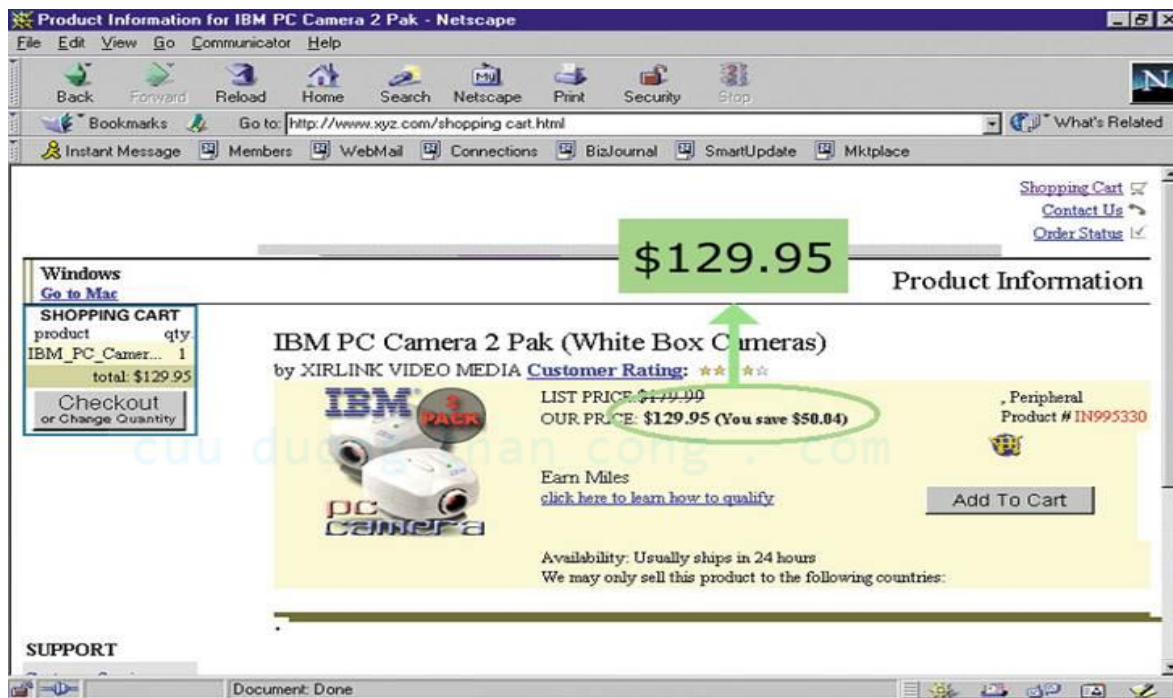 Product Information for IBM PC Camera 2 Pak - Netscape
File Edit View Go Communicator Help
Back Forward Reload Home Search Netscape Print Security Stop
My
N
Bookmarks Go to: http://www.xyz.com/shopping cart.html What's Related
Instant Message Members WebMail Connections BizJournal SmartUpdate Mktplace
Shopping Cart
Contact Us
Order Status
$129.95
Windows
Go to Mac
Product Information
SHOPPING CART
product qty.
IBM_PC_Camer... 1
total: $129.95
Checkout
or Change Quantity
IBM PC Camera 2 Pak (White Box Cameras)
by XIRLINK VIDEO MEDIA Customer Rating:
IBM
PACK
pc
camera
LIST PRICE: $179.99
OUR PRICE: $129.95 (You save $50.04)
, Peripheral
Product # IN995330
cuu duong than cong . com
Earn Miles
click here to learn how to qualify
Add To Cart
Availability: Usually ships in 24 hours
We may only sell this product to the following countries:
SUPPORT
Document: Done